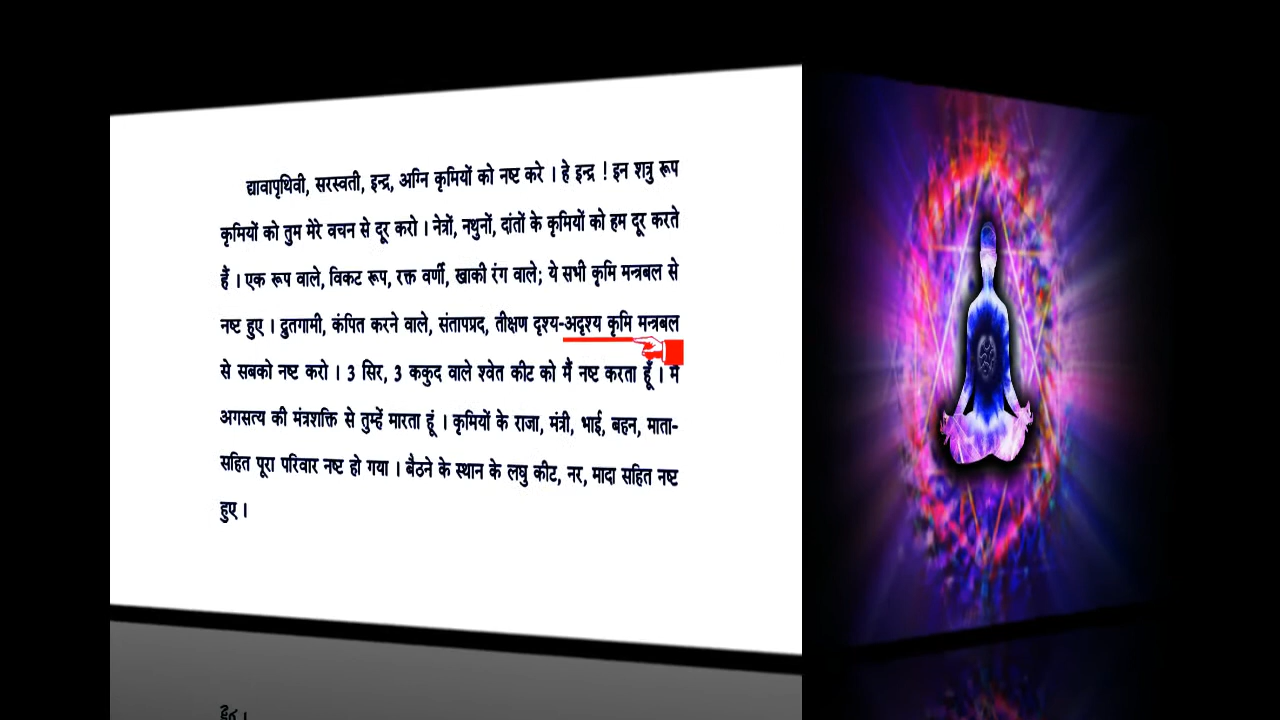 द्यावापृथिवी, सरस्वती, इन्द्र, अग्नि कृमियों को नष्ट करे । हे इन्द्र ! इन शत्रु रूप
कृमियों को तुम मेरे वचन से दूर करो । नेत्रों, नथुनों, दांतों के कृमियों को हम दूर करते
हैं । एक रूप वाले, विकट रूप, रक्त वर्णी, खाकी रंग वाले; ये सभी कृमि मन्त्रबल से
नष्ट हुए । द्रुतगामी, कंपित करने वाले, संतापप्रद, तीक्षण दृश्य-अदृश्य कृमि मन्त्रबल
से सबको नष्ट करो । 3 सिर, 3 ककुद वाले श्वेत कीट को मैं नष्ट करता हूँ । मैं
अगसत्य की मंत्रशक्ति से तुम्हें मारता हूं । कृमियों के राजा, मंत्री, भाई, बहन, माता-
सहित पूरा परिवार नष्ट हो गया । बैठने के स्थान के लघु कीट, नर, मादा सहित नष्ट
हुए ।